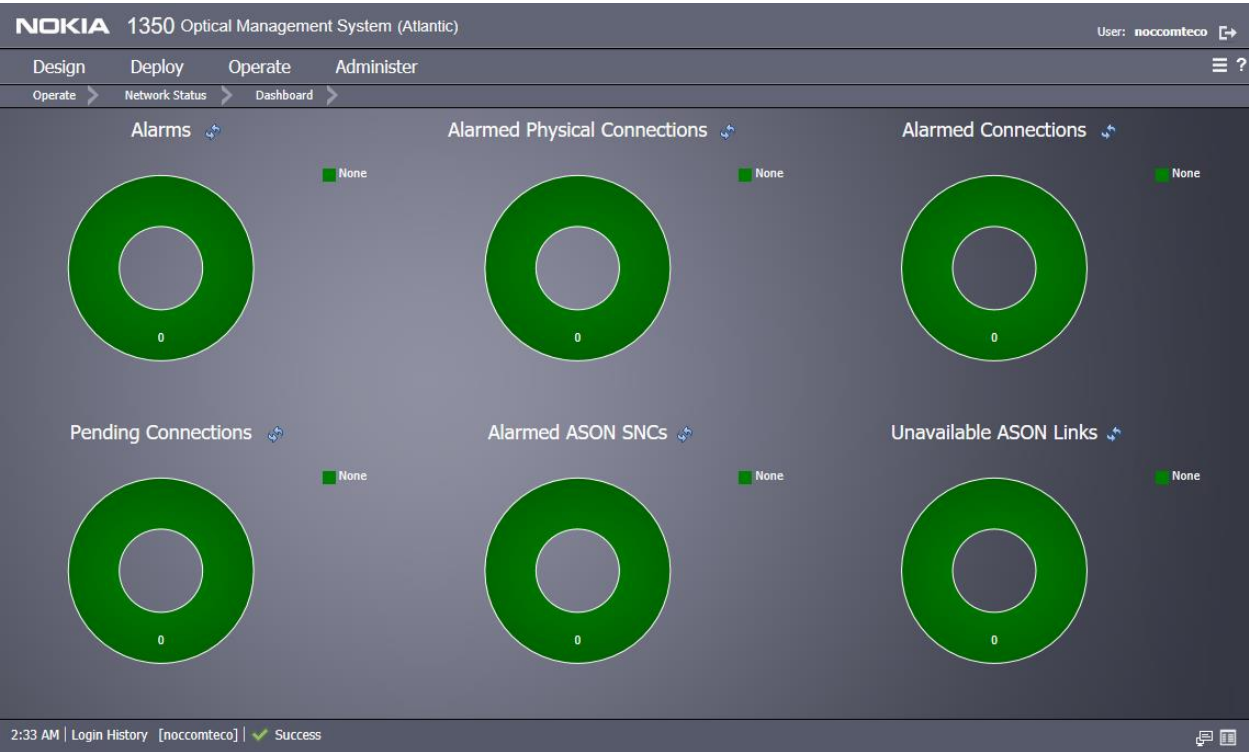 NOKIA 1350 Optical Management System (Atlantic)
User: noccomteco
Design Deploy Operate Administer ?
Operate Network Status Dashboard
Alarms Alarmed Physical Connections Alarmed Connections
None None None
0 0 0
Pending Connections Alarmed ASON SNCs Unavailable ASON Links
None None None
0 0 0
2:33 AM | Login History [noccomteco] | Success